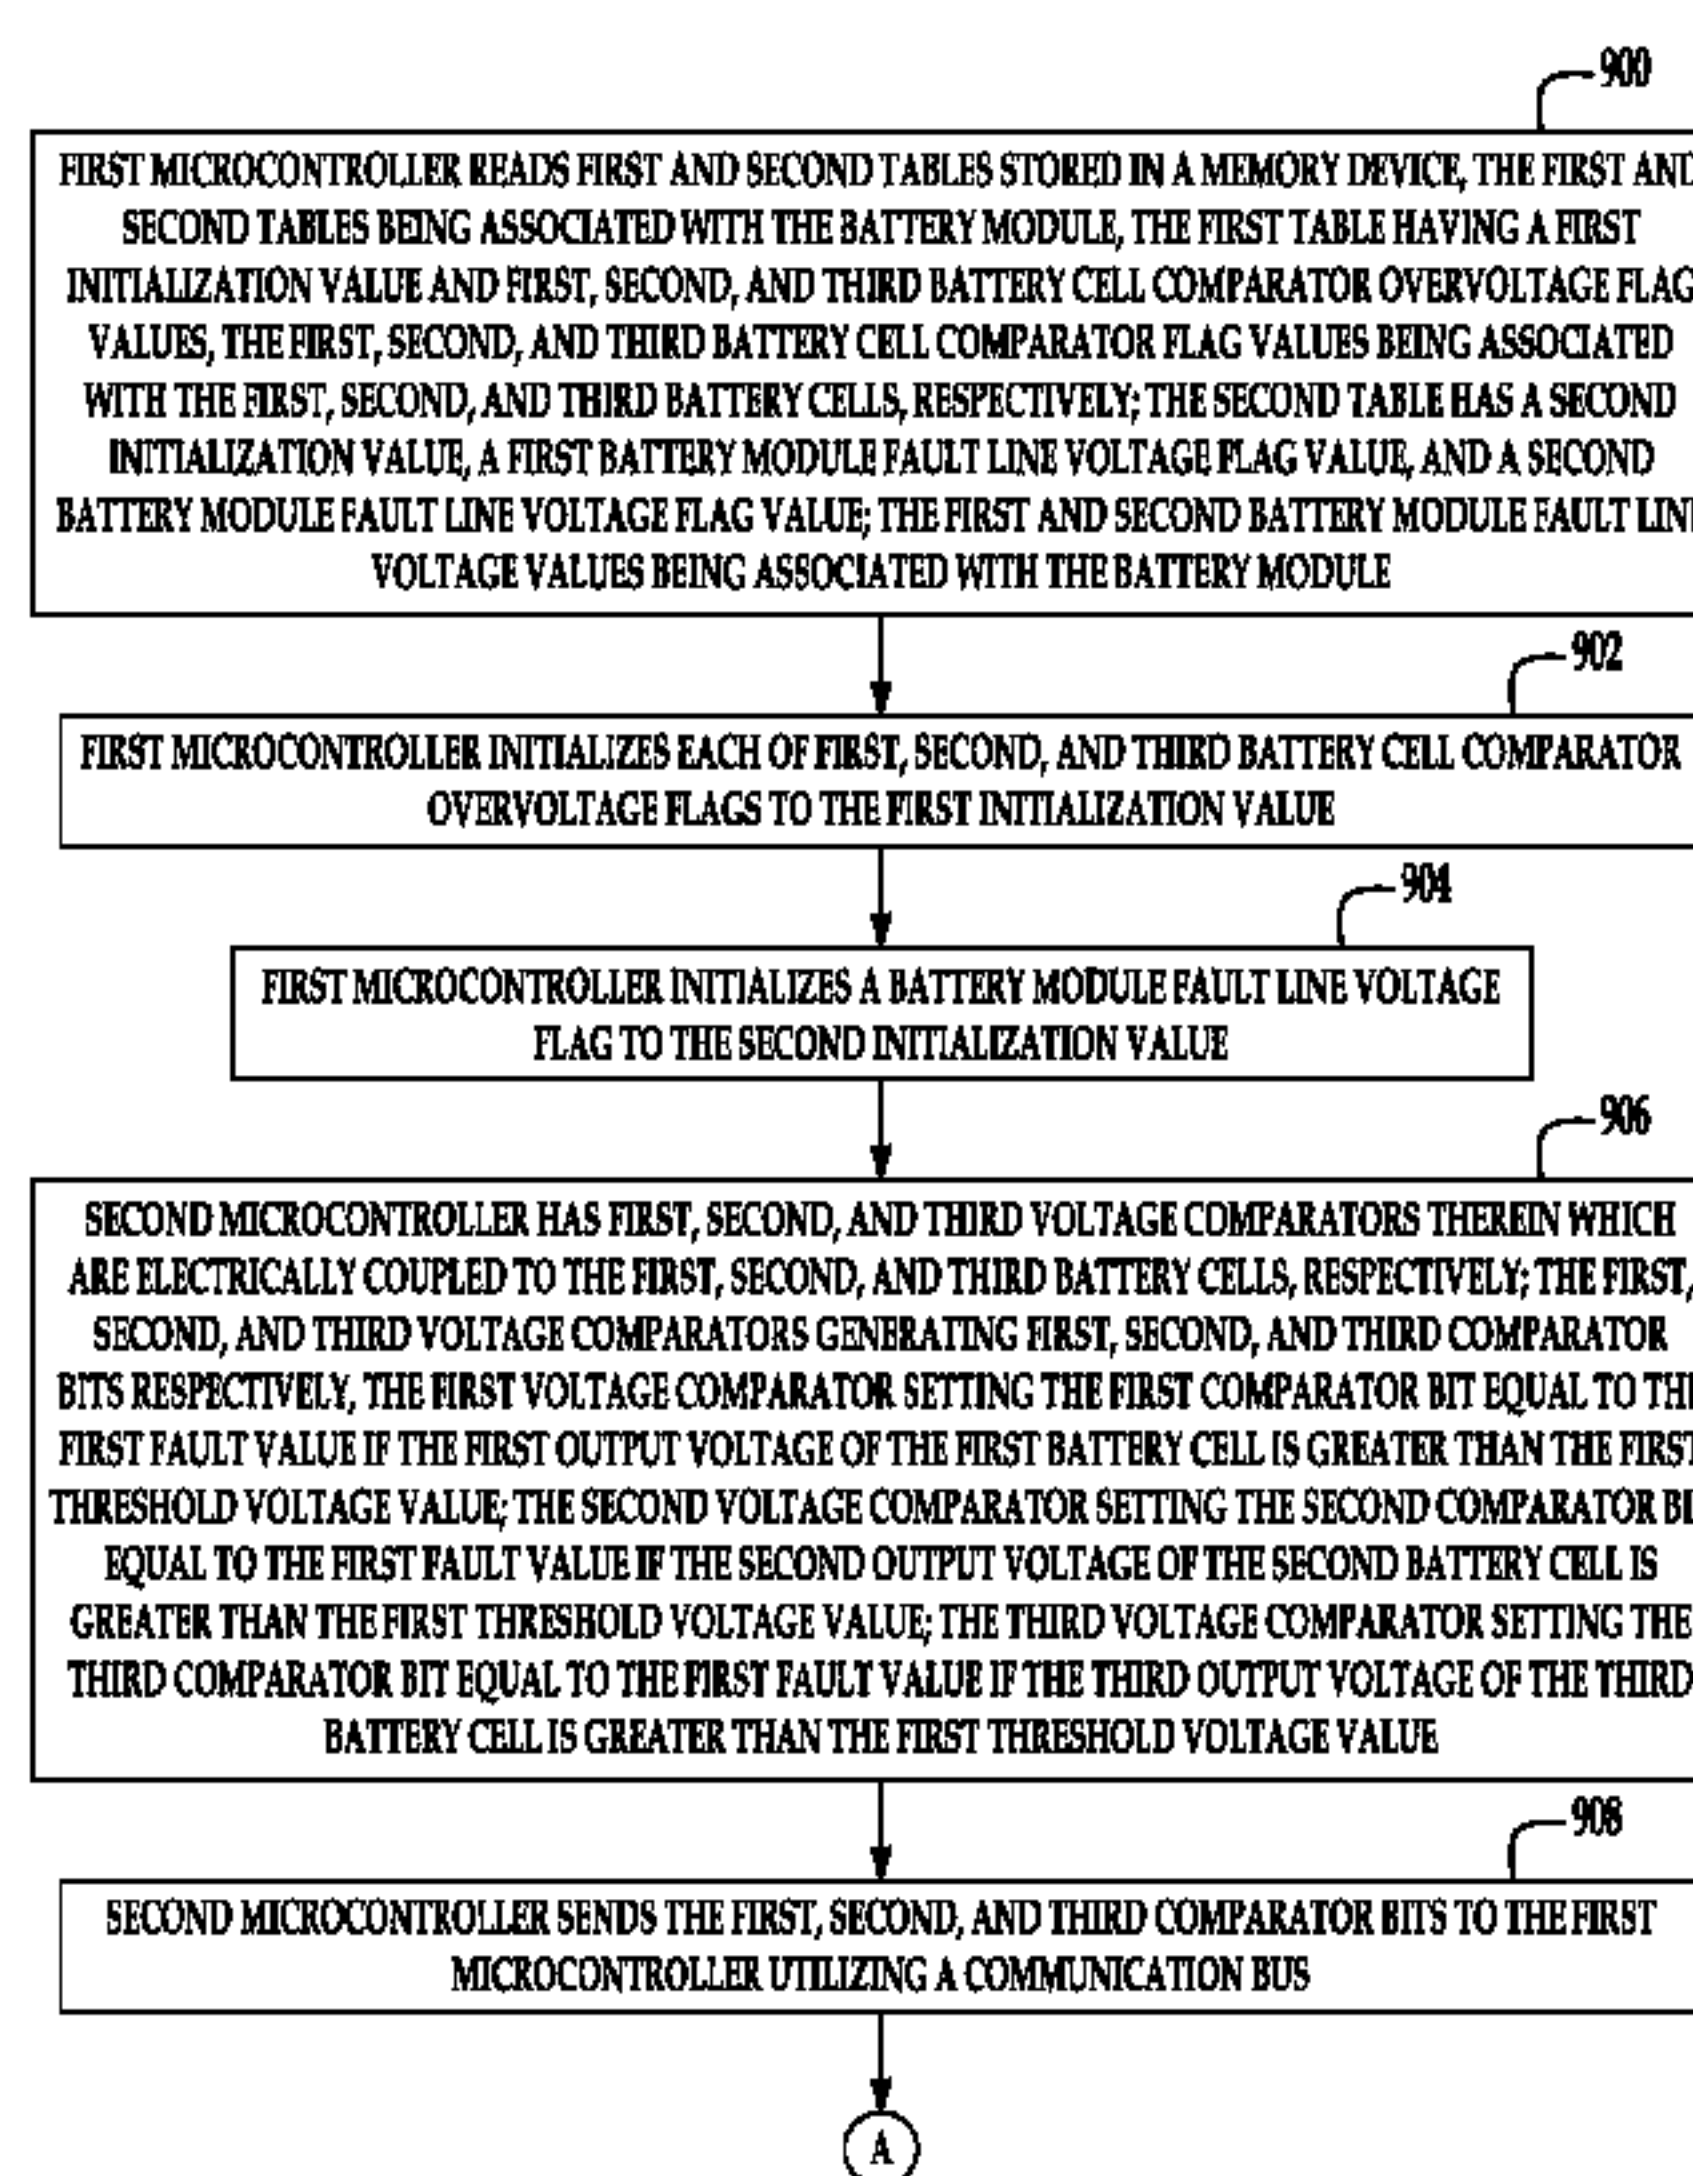 900
FIRST MICROCONTROLLER READS FIRST AND SECOND TABLES STORED IN A MEMORY DEVICE, THE FIRST AND
SECOND TABLES BEING ASSOCIATED WITH THE BATTERY MODULE, THE FIRST TABLE HAVING A FIRST
INITIALIZATION VALUE AND FIRST, SECOND, AND THIRD BATTERY CELL COMPARATOR OVERVOLTAGE FLAG
VALUES, THE FIRST, SECOND, AND THIRD BATTERY CELL COMPARATOR FLAG VALUES BEING ASSOCIATED
WITH THE FIRST, SECOND, AND THIRD BATTERY CELLS, RESPECTIVELY; THE SECOND TABLE HAS A SECOND
INITIALIZATION VALUE, A FIRST BATTERY MODULE FAULT LINE VOLTAGE FLAG VALUE, AND A SECOND
BATTERY MODULE FAULT LINE VOLTAGE FLAG VALUE; THE FIRST AND SECOND BATTERY MODULE FAULT LINE
VOLTAGE VALUES BEING ASSOCIATED WITH THE BATTERY MODULE
902
FIRST MICROCONTROLLER INITIALIZES EACH OF FIRST, SECOND, AND THIRD BATTERY CELL COMPARATOR
OVERVOLTAGE FLAGS TO THE FIRST INITIALIZATION VALUE
904
FIRST MICROCONTROLLER INITIALIZES A BATTERY MODULE FAULT LINE VOLTAGE
FLAG TO THE SECOND INITIALIZATION VALUE
906
SECOND MICROCONTROLLER HAS FIRST, SECOND, AND THIRD VOLTAGE COMPARATORS THEREIN WHICH
ARE ELECTRICALLY COUPLED TO THE FIRST, SECOND, AND THIRD BATTERY CELLS, RESPECTIVELY; THE FIRST,
SECOND, AND THIRD VOLTAGE COMPARATORS GENERATING FIRST, SECOND, AND THIRD COMPARATOR
BITS RESPECTIVELY, THE FIRST VOLTAGE COMPARATOR SETTING THE FIRST COMPARATOR BIT EQUAL TO THE
FIRST FAULT VALUE IF THE FIRST OUTPUT VOLTAGE OF THE FIRST BATTERY CELL IS GREATER THAN THE FIRST
THRESHOLD VOLTAGE VALUE; THE SECOND VOLTAGE COMPARATOR SETTING THE SECOND COMPARATOR BI
EQUAL TO THE FIRST FAULT VALUE IF THE SECOND OUTPUT VOLTAGE OF THE SECOND BATTERY CELL IS
GREATER THAN THE FIRST THRESHOLD VOLTAGE VALUE; THE THIRD VOLTAGE COMPARATOR SETTING THE
THIRD COMPARATOR BIT EQUAL TO THE FIRST FAULT VALUE IF THE THIRD OUTPUT VOLTAGE OF THE THIRD
BATTERY CELL IS GREATER THAN THE FIRST THRESHOLD VOLTAGE VALUE
908
SECOND MICROCONTROLLER SENDS THE FIRST, SECOND, AND THIRD COMPARATOR BITS TO THE FIRST
MICROCONTROLLER UTILIZING A COMMUNICATION BUS
A